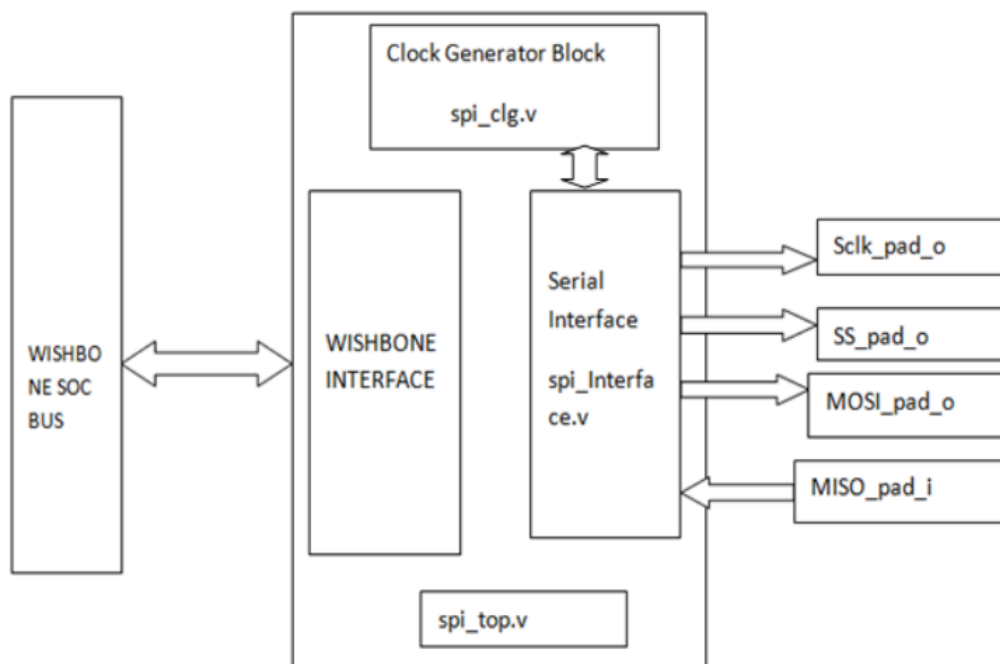 Clock Generator Block
spi_clg.v
WISHBO
NE SOC
BUS
WISHBONE
INTERFACE
Serial
Interface
spi_Interfa
ce.v
Sclk_pad_o
SS_pad_o
MOSI_pad_o
MISO_pad_i
spi_top.v